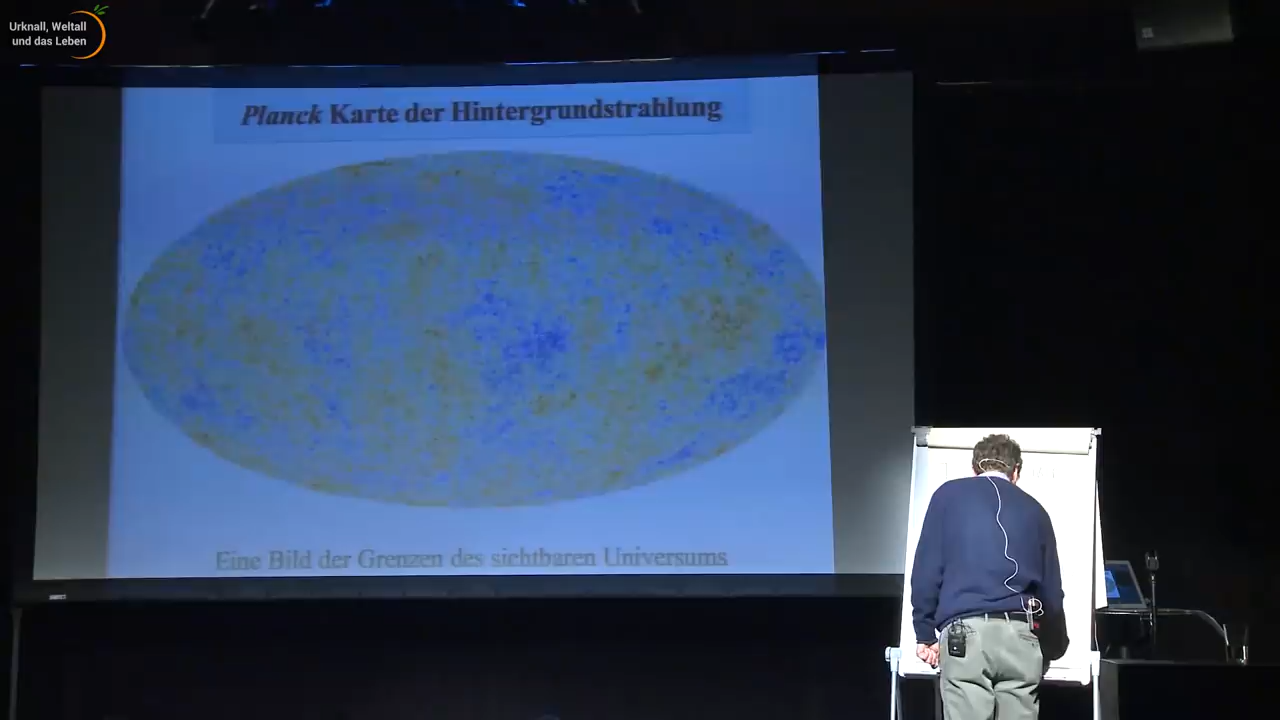 Urknall, Weltall
und das Leben
Planck Karte der Hintergrundstrahlung
Eine Bild der Grenzen des sichtbaren Universums